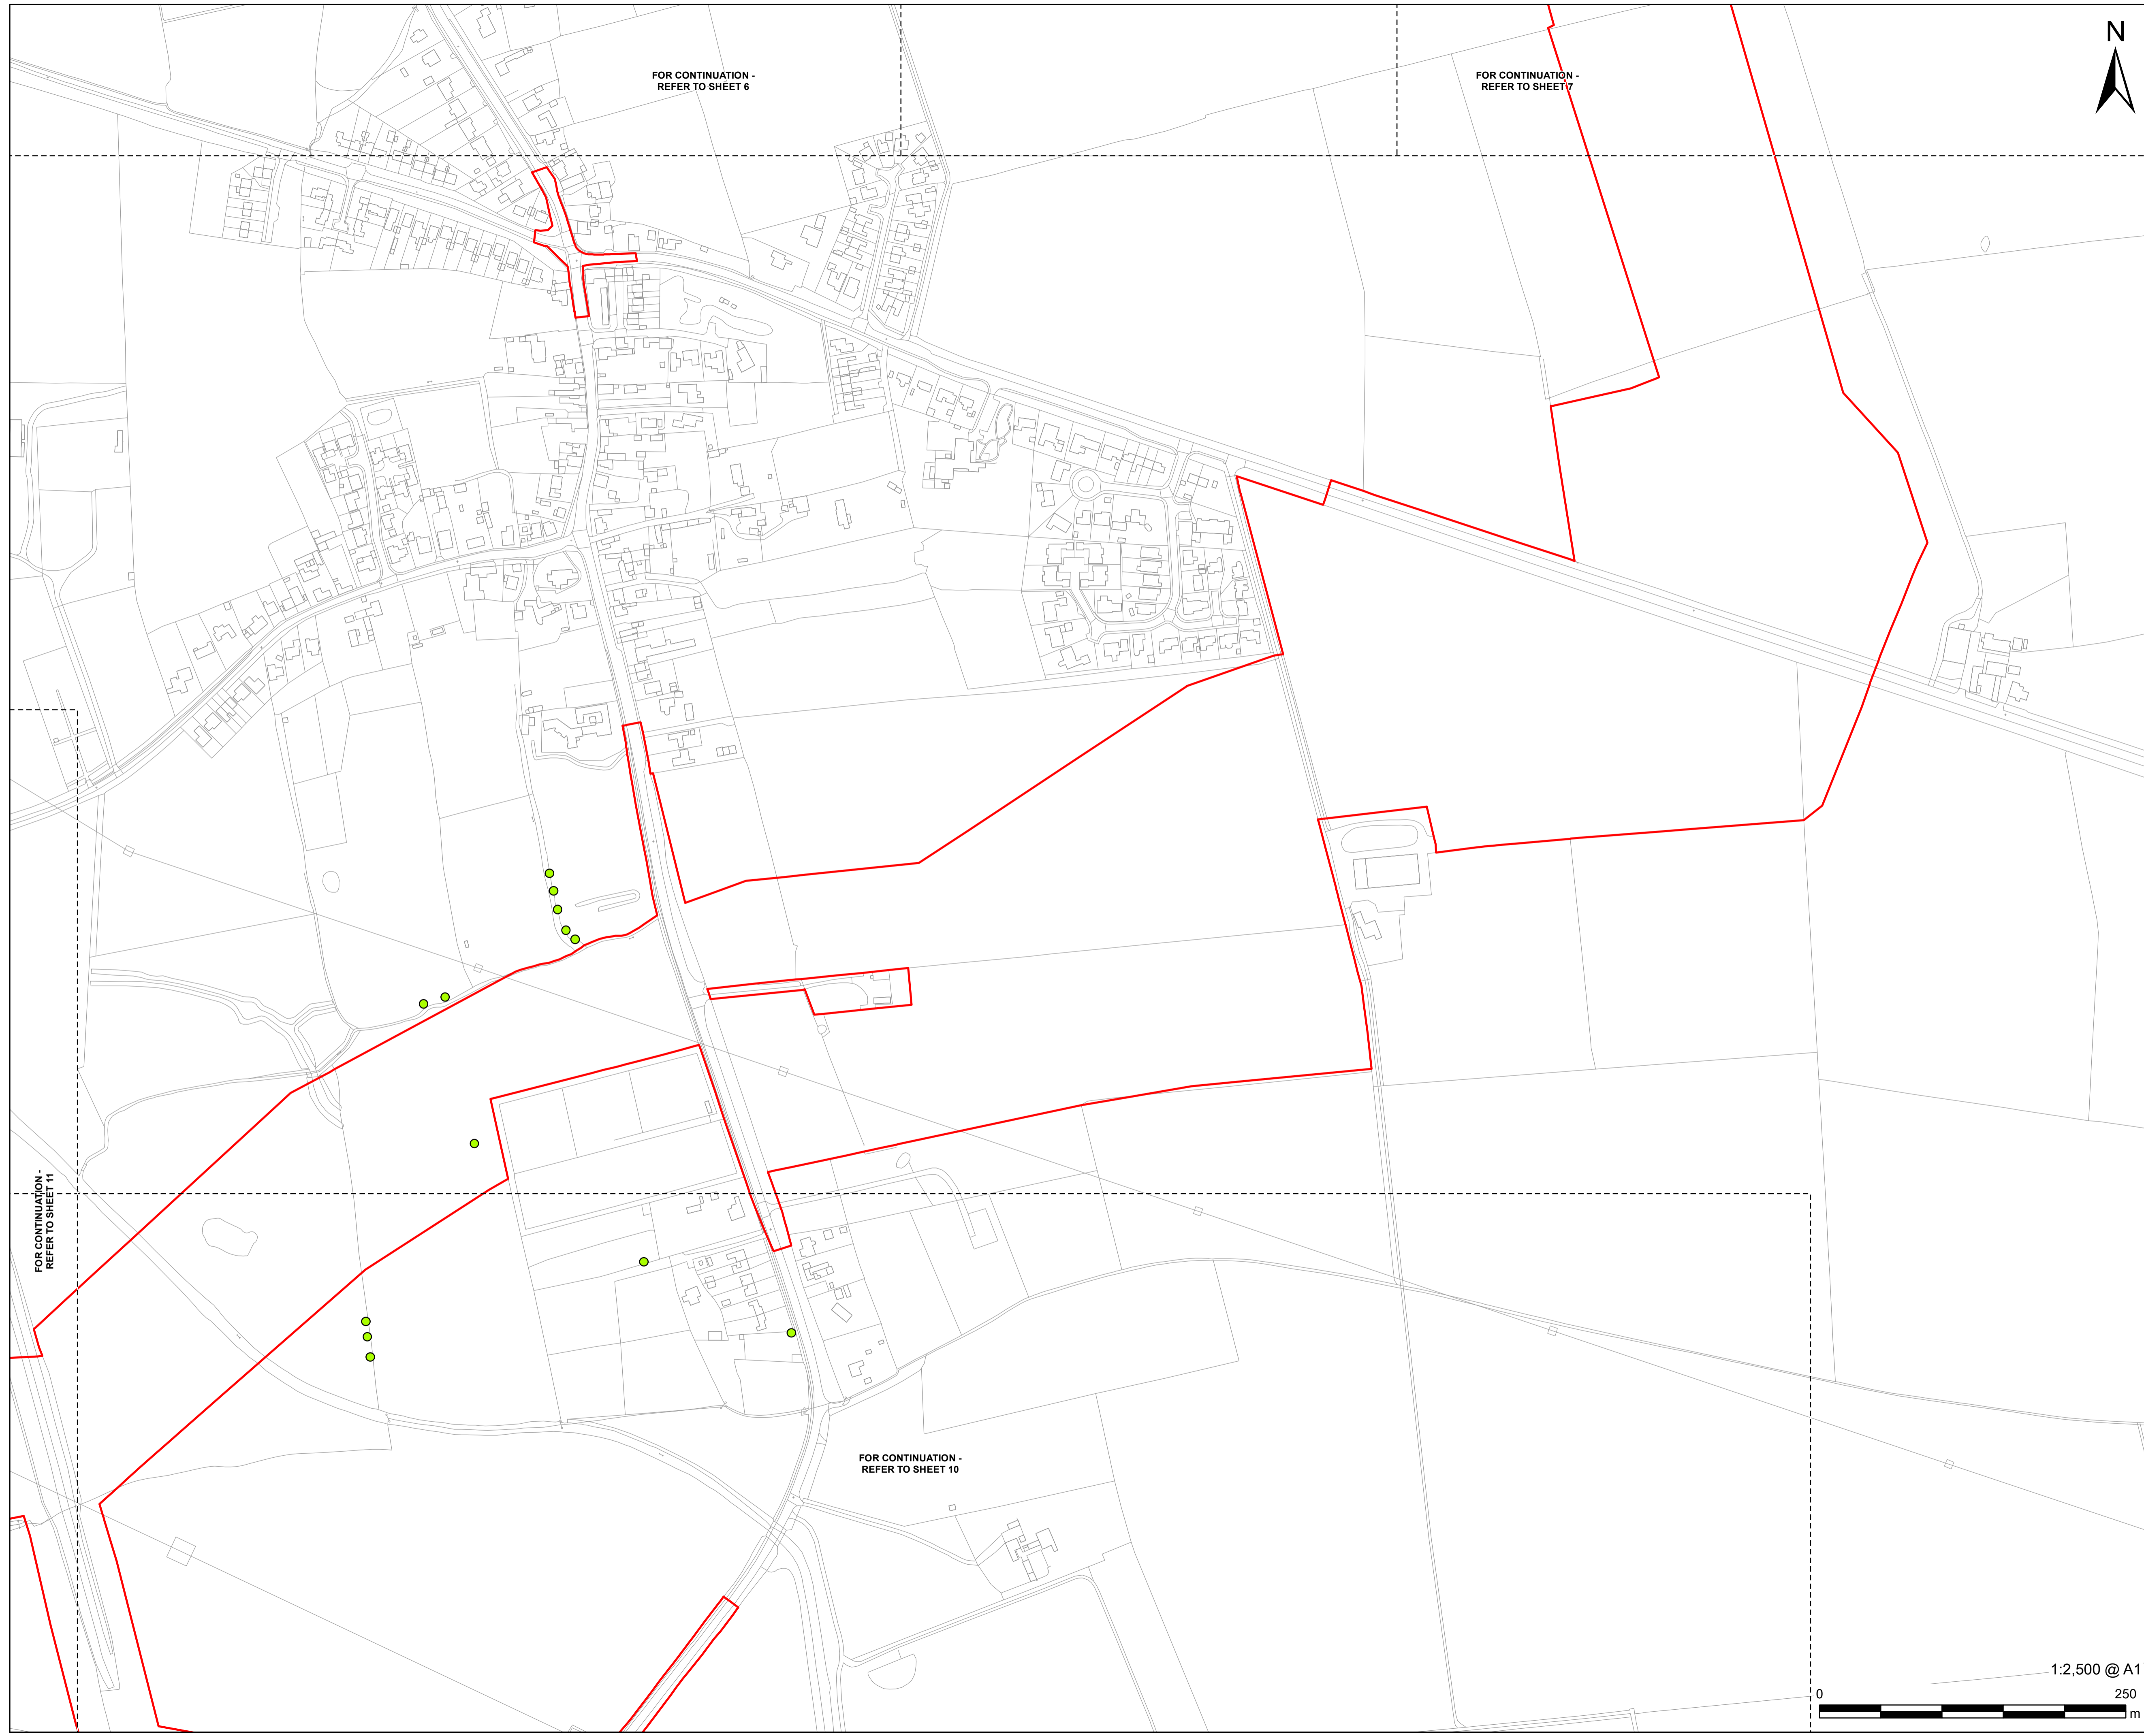 FOR CONTINUATION -
REFER TO SHEET 6
FOR CONTINUATION -
REFER TO SHEET 7
N
FOR CONTINUATION -
REFER TO SHEET 11
FOR CONTINUATION -
REFER TO SHEET 10
1:2,500 @ A1
0 250
m